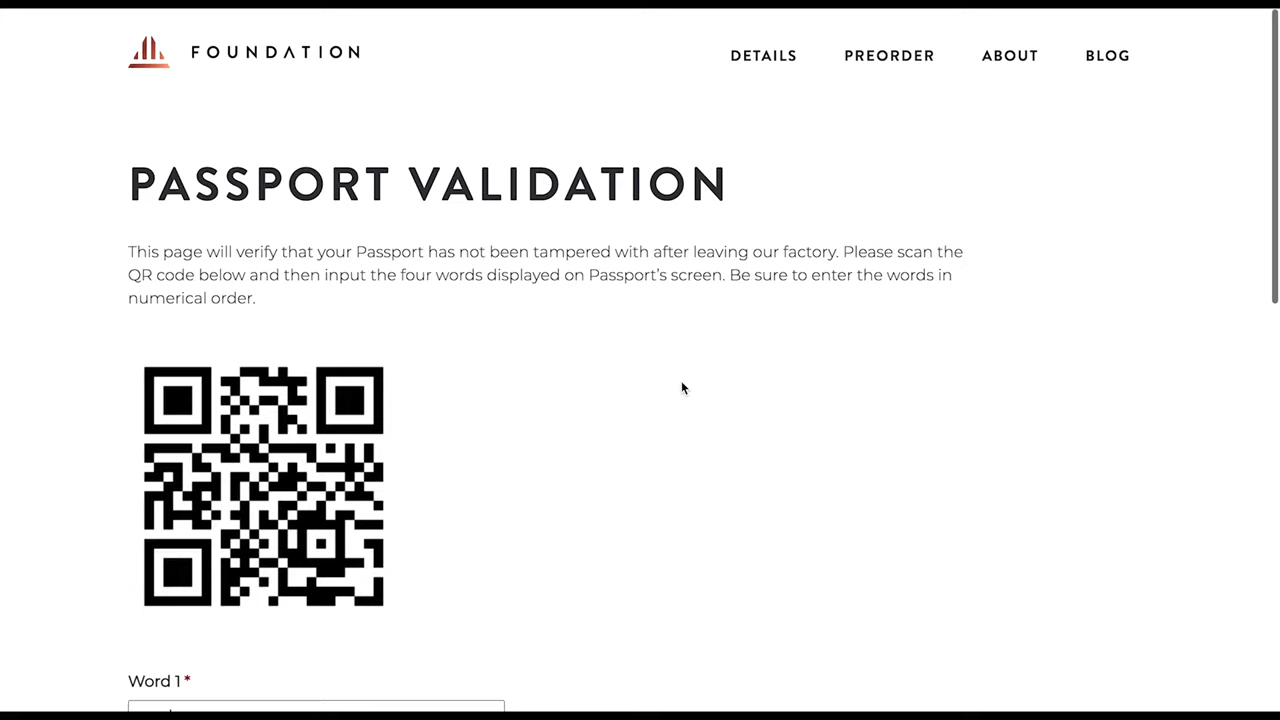 FOUNDATION
DETAILS PREORDER ABOUT BLOG
PASSPORT VALIDATION
This page will verify that your Passport has not been tampered with after leaving our factory. Please scan the
QR code below and then input the four words displayed on Passport’s screen. Be sure to enter the words in
numerical order.
Word 1 *